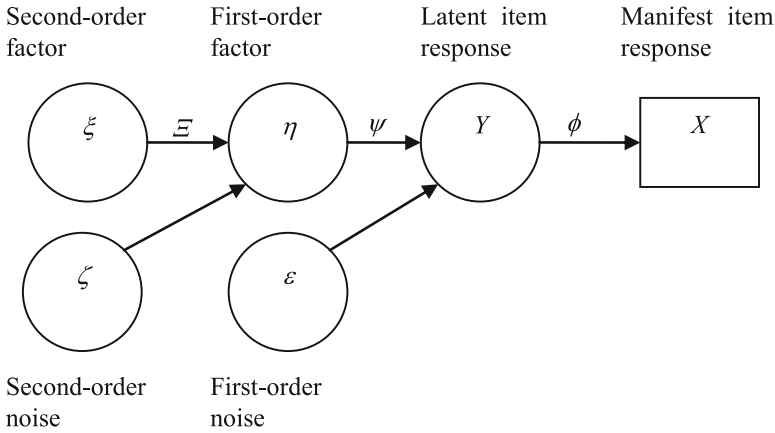 Second-order
factor
First-order
factor
Latent item
response
Manifest item
response
ξ
Ξ
η
ψ
Y
ϕ
X
ζ
ε
Second-order
noise
First-order
noise